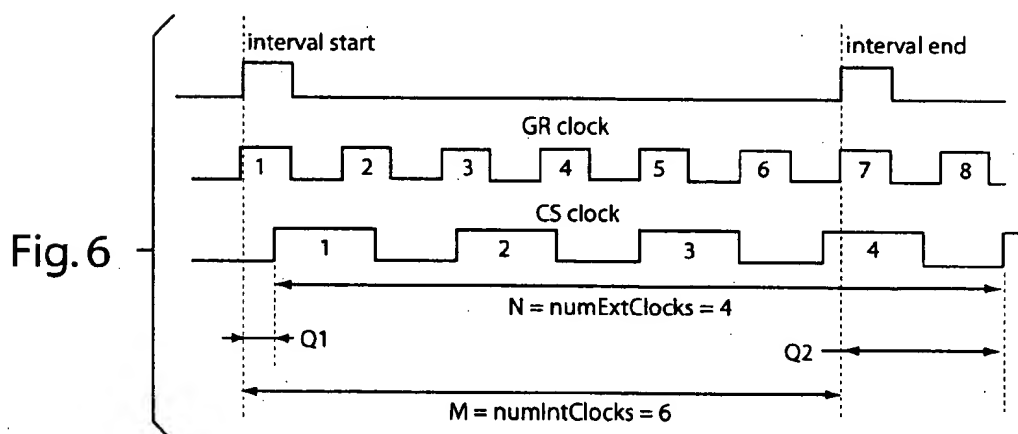 interval start
interval end
GR clock
1 2 3 4 5 6 7 8
CS clock
1 2 3 4
Fig. 6
N = numExtClocks = 4
Q1
Q2
M = numIntClocks = 6